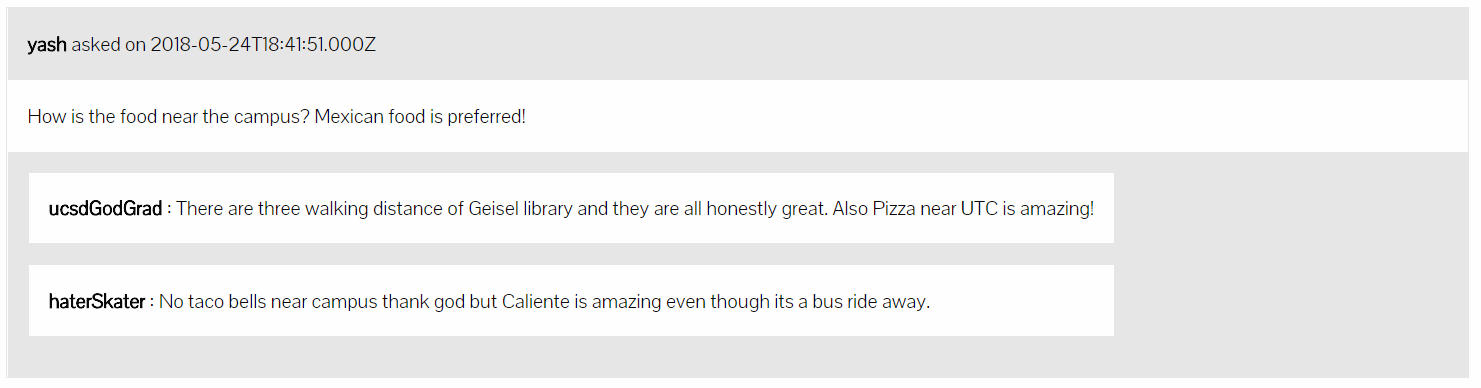 yash asked on 2018-05-24T18:41:51.000Z
How is the food near the campus? Mexican food is preferred!
ucsdGodGrad : There are three walking distance of Geisel library and they are all honestly great. Also Pizza near UTC is amazing!
haterSkater : No taco bells near campus thank god but Caliente is amazing even though its a bus ride away.